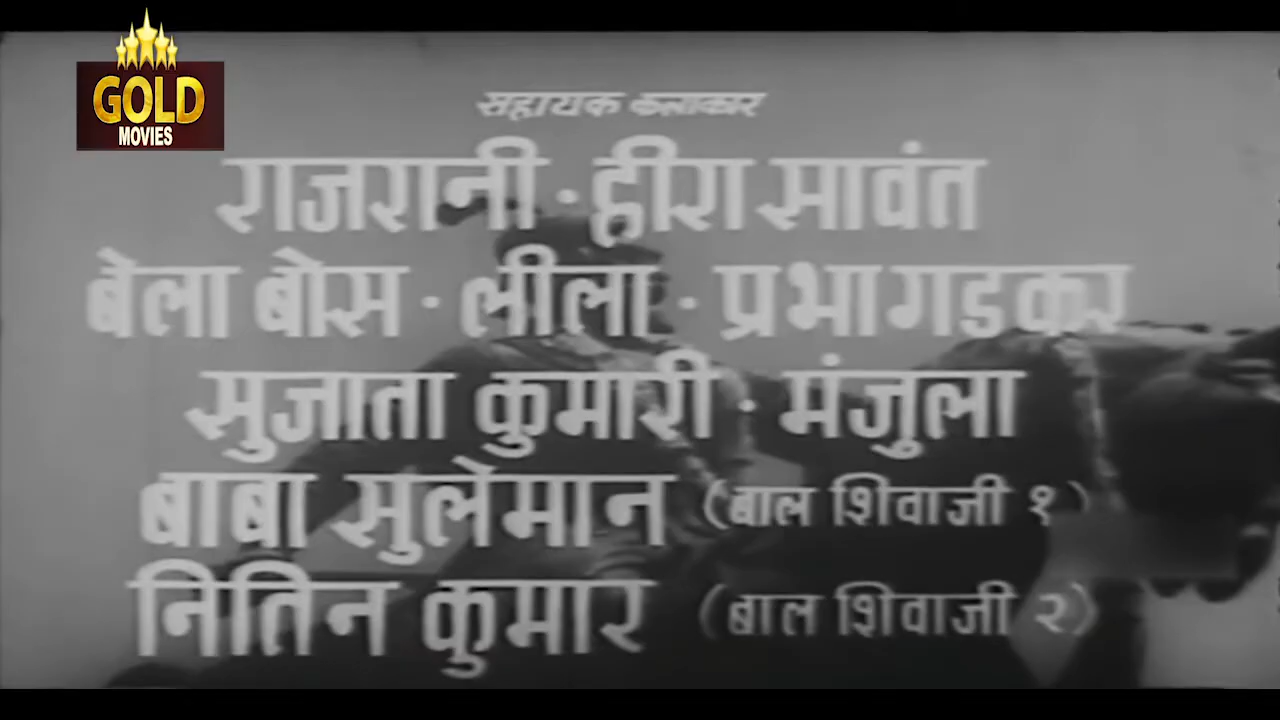 GOLD
MOVIES
सहायक कलाकार
राजरानी · द्वीरा सावंत
बेला बोस · लीला · प्रभा गडकर
सुजाता कुमारी · मंजुला
बाबा सुलेमान (बाल शिवाजी १)
नितिन कुमार (बाल शिवाजी २)